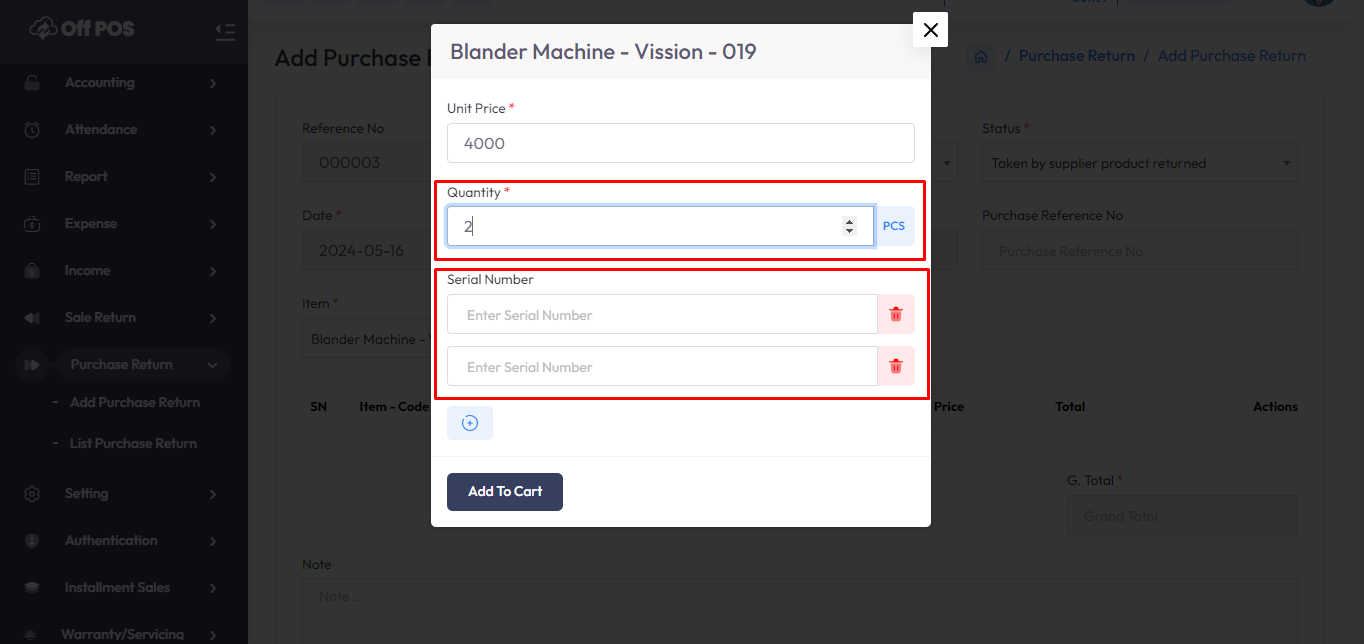 Off POS
Accounting
Attendance
Report
Expense
Income
Sale Return
Purchase Return
- Add Purchase Return
- List Purchase Return
Setting
Authentication
Installment Sales
Warranty/Servicing
Add Purchase
/ Purchase Return / Add Purchase Return
Reference No
000003
Status *
Taken by supplier product returned
Date *
2024-05-16
Purchase Reference No
Purchase Reference No
Item *
Blander Machine -
SN Item - Code Price Total Actions
G. Total *
Grand Total
Note
Note ...
Blander Machine - Vission - 019
Unit Price *
4000
Quantity *
2 PCS
Serial Number
Enter Serial Number
Enter Serial Number
Add To Cart